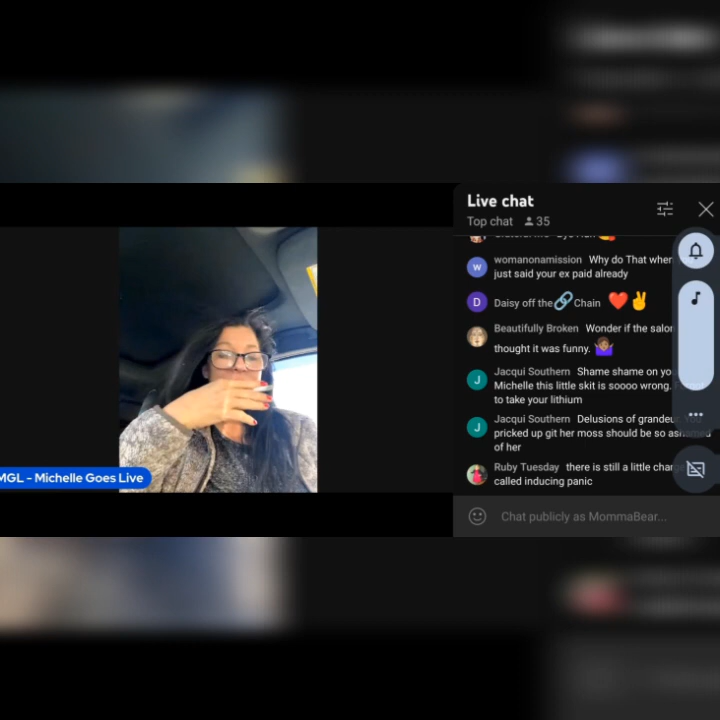 Live chat
Top chat 35
womanonamission Why do That when
just said your ex paid already
Daisy off the Chain
Beautifully Broken Wonder if the salon
thought it was funny.
Jacqui Southern Shame shame on yo
Michelle this little skit is soooo wrong.
to take your lithium
Jacqui Southern Delusions of grandeur. You
pricked up git her moss should be so ashamed
of her
Ruby Tuesday there is still a little char
called inducing panic
Chat publicly as MommaBear...
MGL - Michelle Goes Live